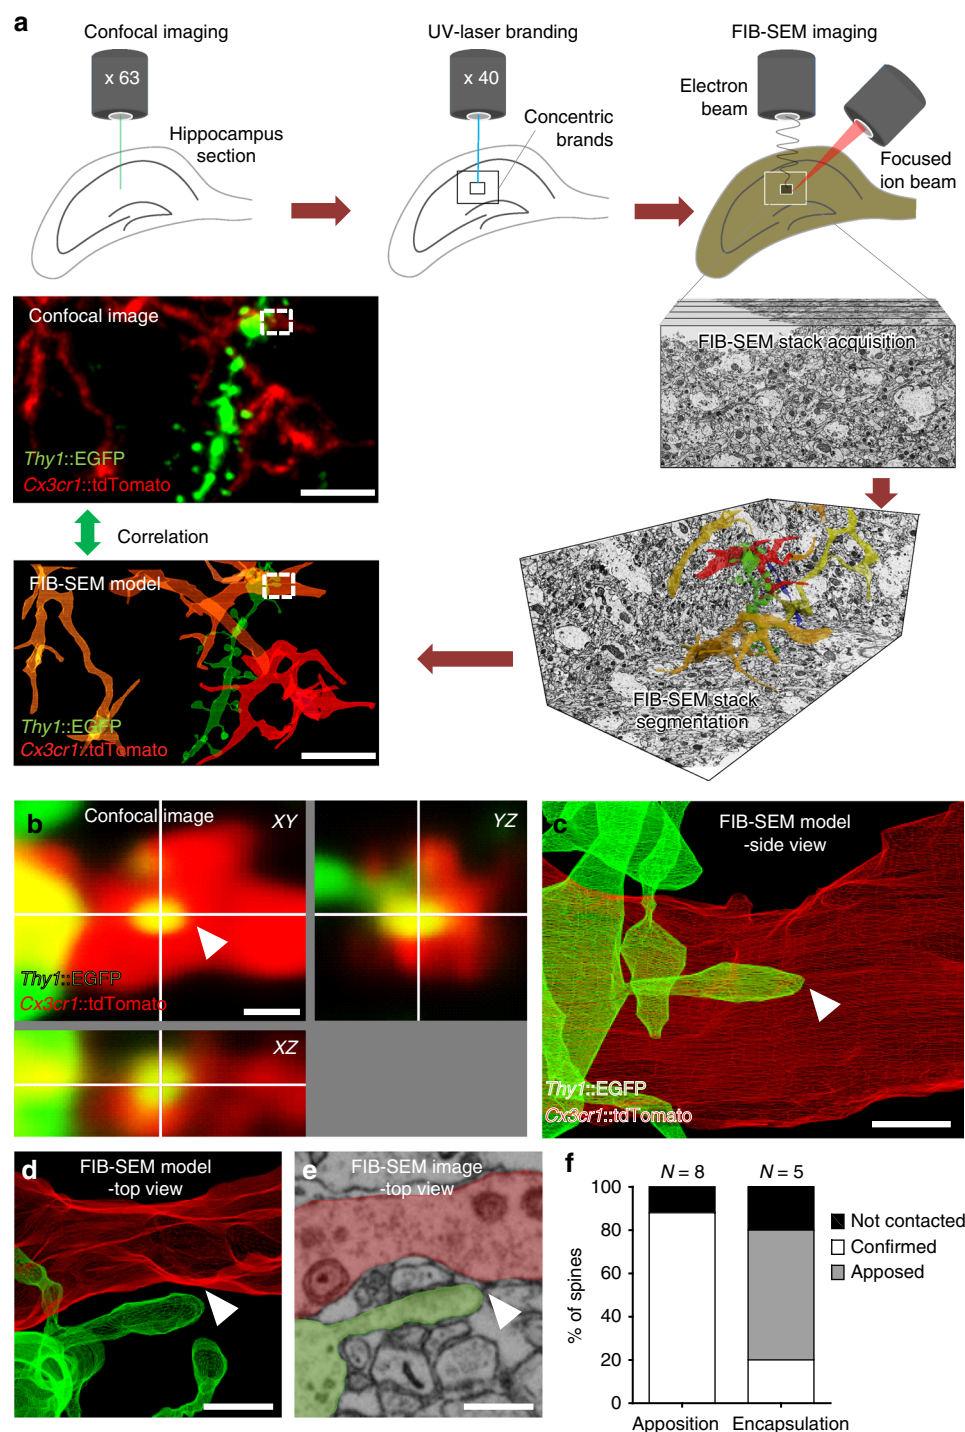 a
Confocal imaging
UV-laser branding
FIB-SEM imaging
x 63
x 40
Electron
beam
Hippocampus
section
Concentric
brands
Focused
ion beam
Confocal image
Thy1::EGFP
Cx3cr1::tdTomato
FIB-SEM stack acquisition
Correlation
FIB-SEM model
Thy1::EGFP
Cx3cr1::tdTomato
FIB-SEM stack
segmentation
b
Confocal image
XY
YZ
Thy1::EGFP
Cx3cr1::tdTomato
XZ
c
FIB-SEM model
-side view
Thy1::EGFP
Cx3cr1::tdTomato
d
FIB-SEM model
-top view
e
FIB-SEM image
-top view
f
N = 8
N = 5
100
80
60
40
20
0
% of spines
Apposition
Encapsulation
Not contacted
Confirmed
Apposed